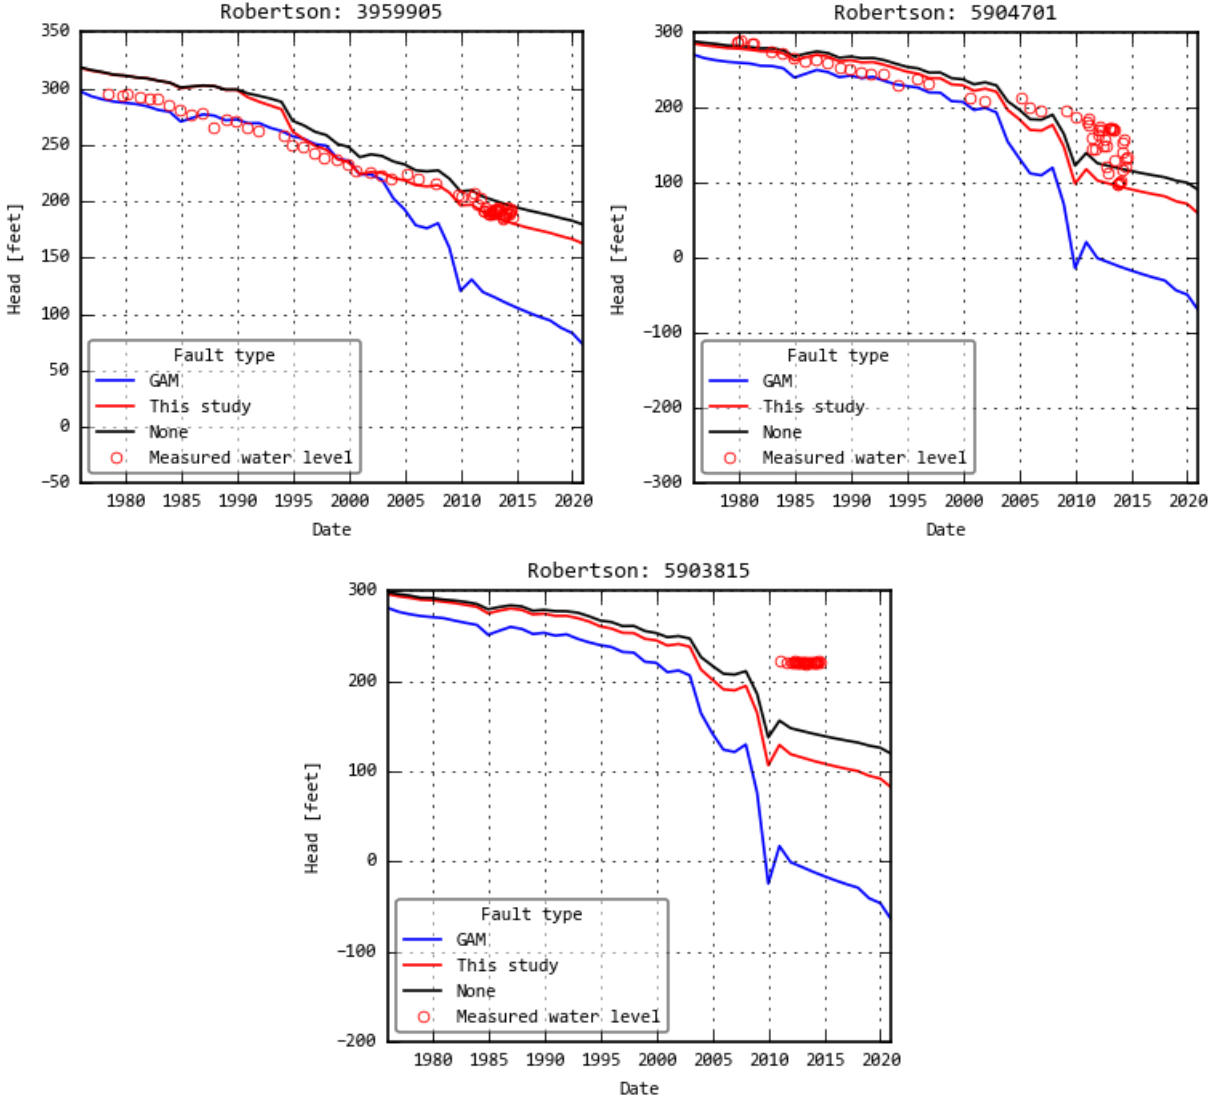 Robertson: 3959905
350
300
250
200
150
100
50
0
−50
Head [feet]
Fault type
GAM
This study
None
Measured water level
1980 1985 1990 1995 2000 2005 2010 2015 2020
Date
Robertson: 5904701
300
200
100
0
−100
−200
−300
Head [feet]
Fault type
GAM
This study
None
Measured water level
1980 1985 1990 1995 2000 2005 2010 2015 2020
Date
Robertson: 5903815
300
200
100
0
−100
−200
Head [feet]
Fault type
GAM
This study
None
Measured water level
1980 1985 1990 1995 2000 2005 2010 2015 2020
Date